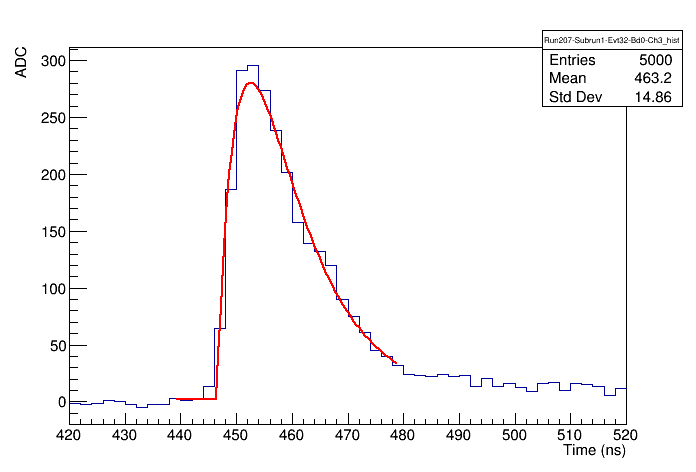 Run207-Subrun1-Evt32-Bd0-Ch3_hist
Entries 5000
Mean 463.2
Std Dev 14.86
ADC
300
250
200
150
100
50
0
420 430 440 450 460 470 480 490 500 510 520
Time (ns)